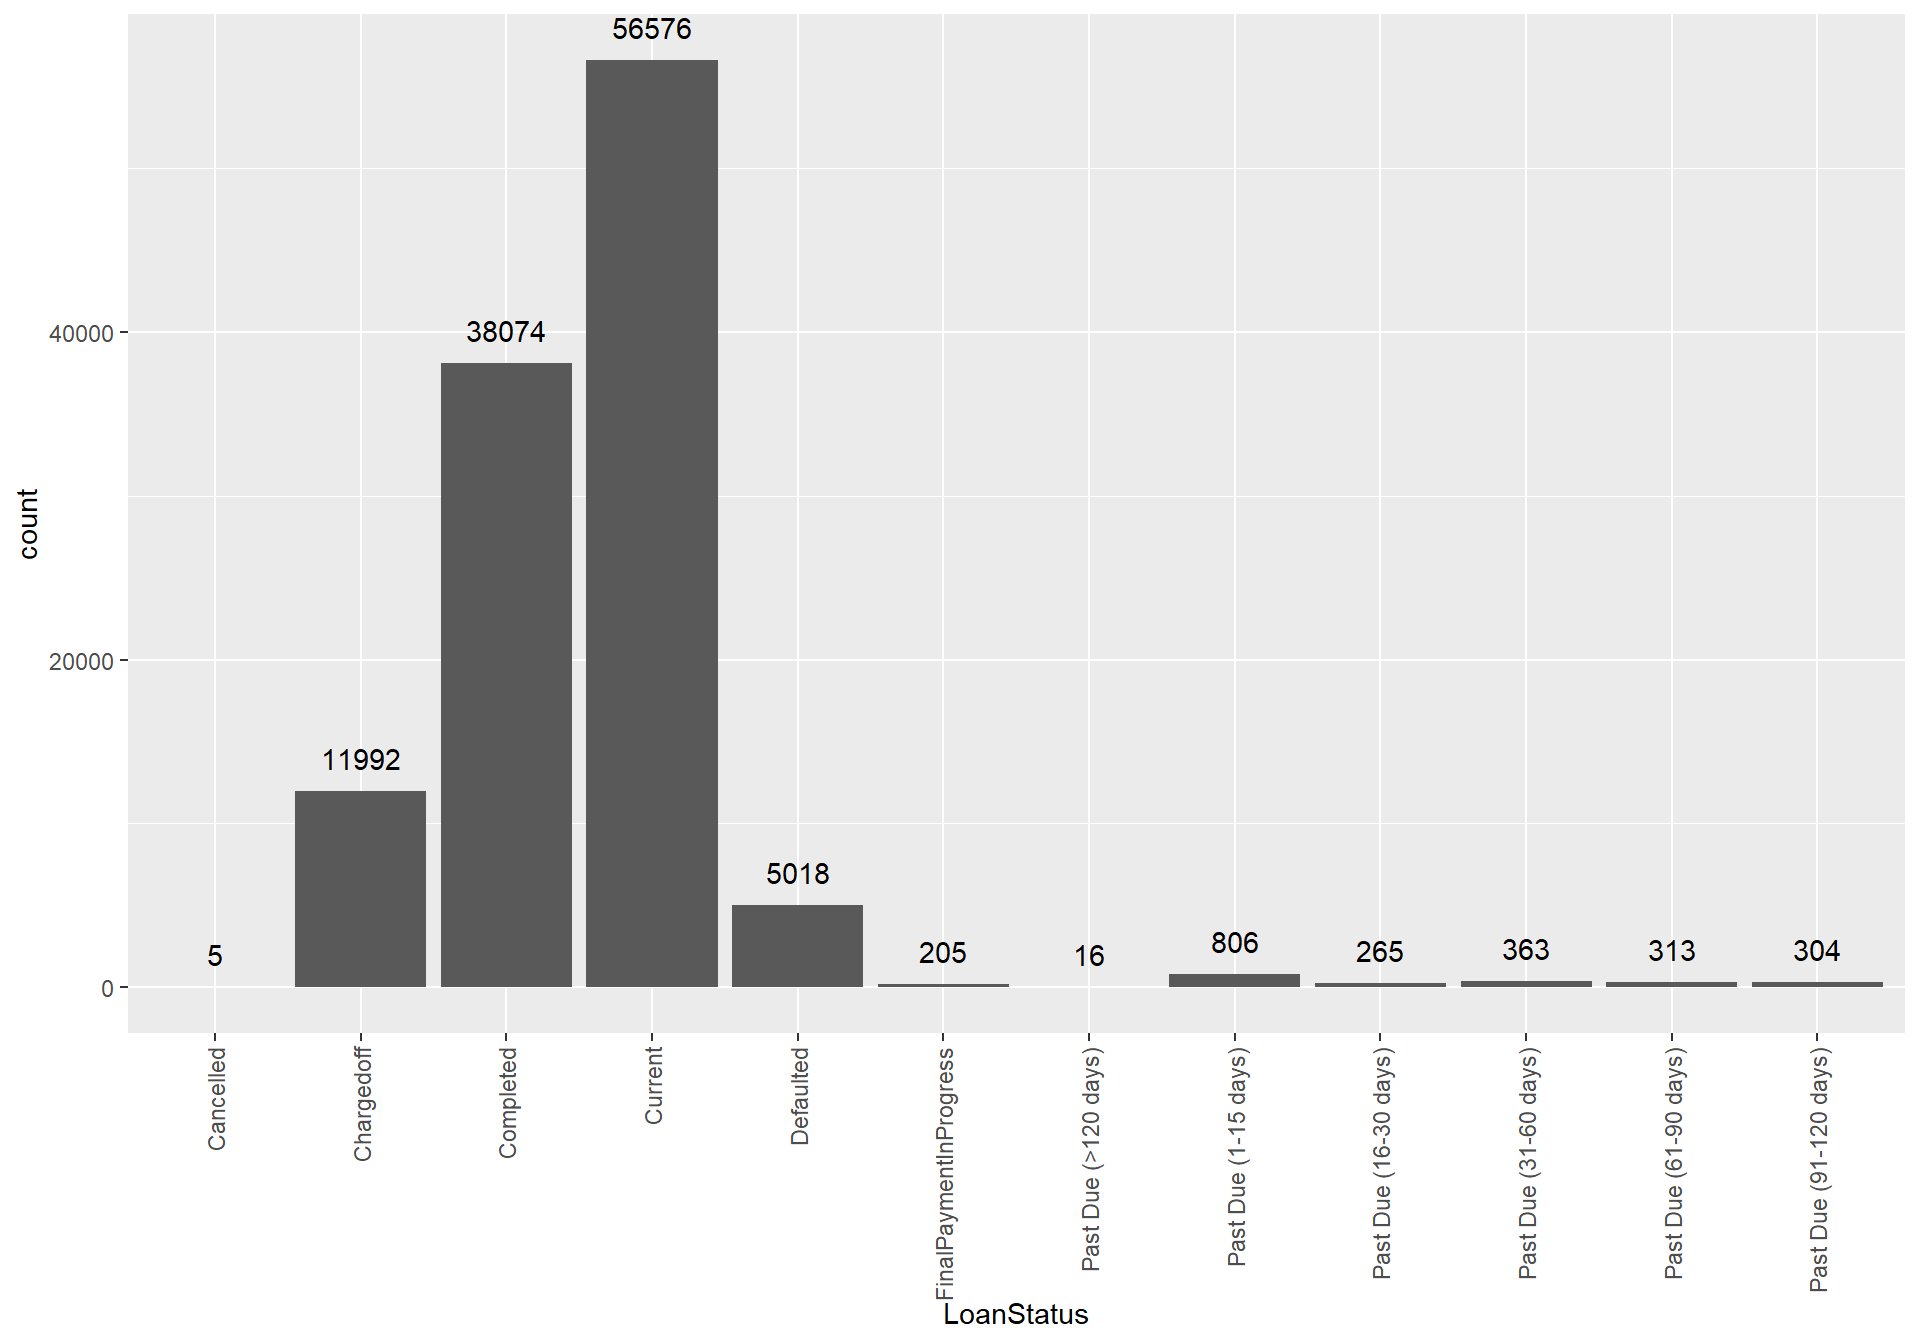 56576
38074
11992
5018
5
205
16
806
265
363
313
304
40000
20000
0
count
Cancelled
Chargedoff
Completed
Current
Defaulted
FinalPaymentInProgress
Past Due (>120 days)
Past Due (1-15 days)
Past Due (16-30 days)
Past Due (31-60 days)
Past Due (61-90 days)
Past Due (91-120 days)
LoanStatus